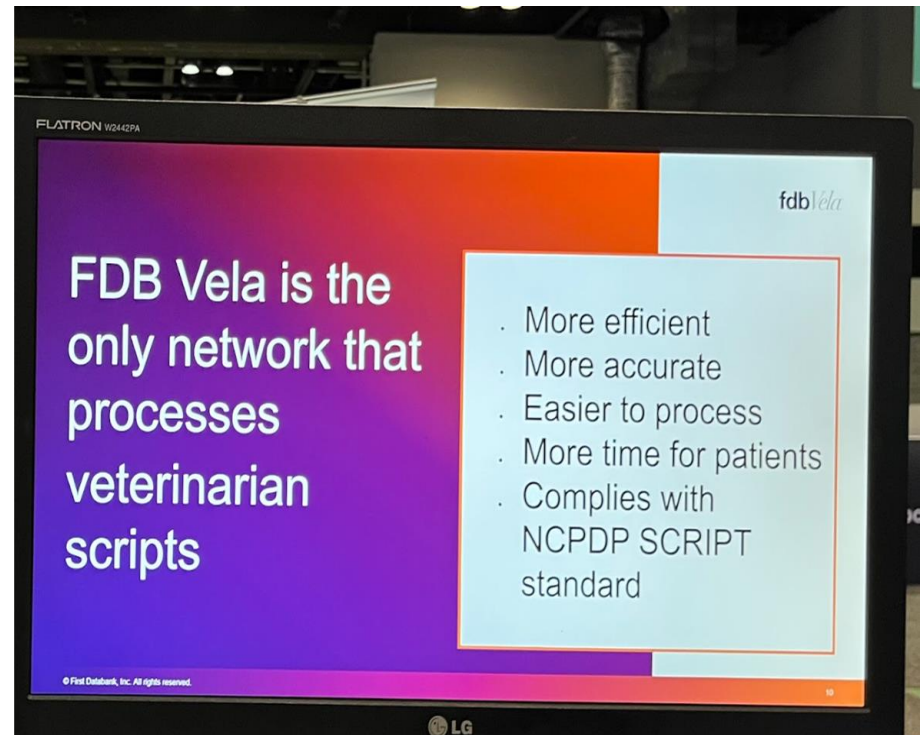 FLATRON W2442PA
fdbVela
FDB Vela is the
only network that
processes
veterinarian
scripts
. More efficient
. More accurate
. Easier to process
. More time for patients
. Complies with
NCPDP SCRIPT
standard
© First Databank, Inc. All rights reserved.
10
LG